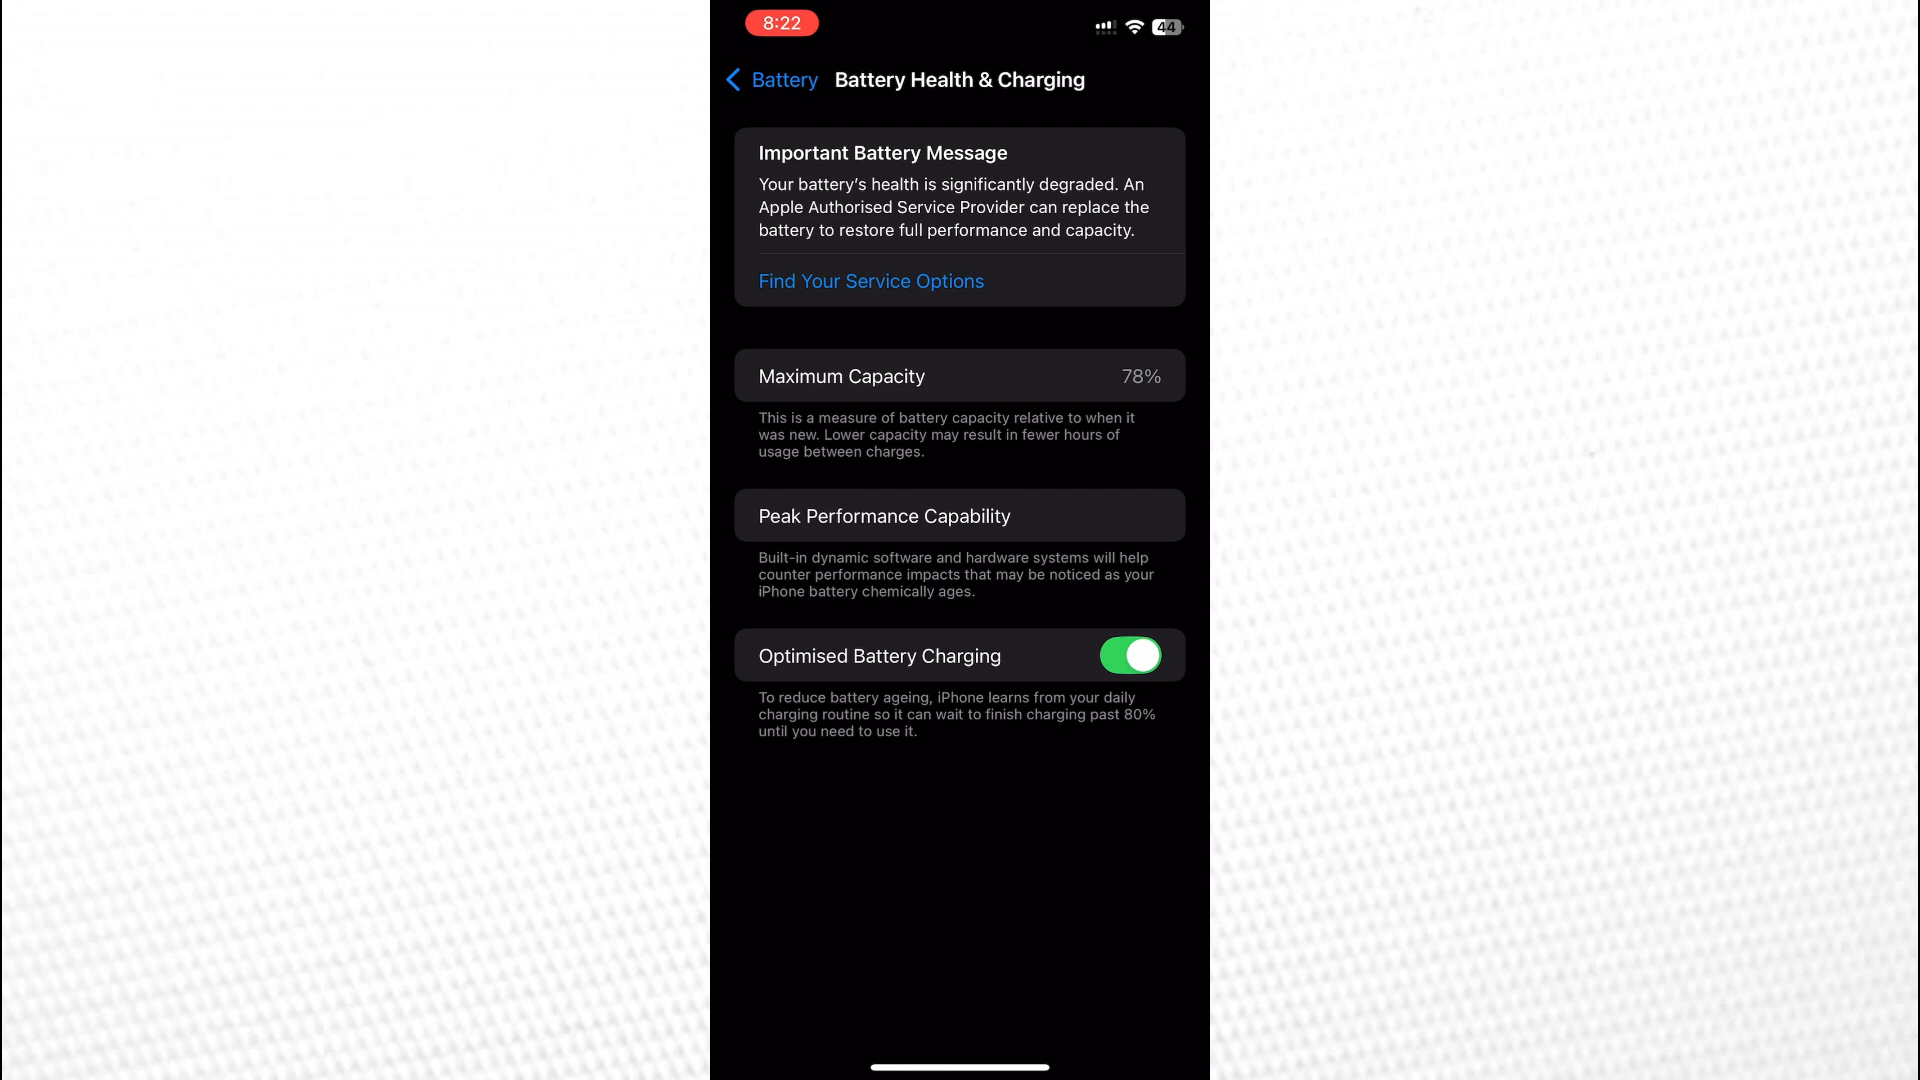 8:22
44
Battery
Battery Health & Charging
Important Battery Message
Your battery’s health is significantly degraded. An
Apple Authorised Service Provider can replace the
battery to restore full performance and capacity.
Find Your Service Options
Maximum Capacity 78%
This is a measure of battery capacity relative to when it
was new. Lower capacity may result in fewer hours of
usage between charges.
Peak Performance Capability
Built-in dynamic software and hardware systems will help
counter performance impacts that may be noticed as your
iPhone battery chemically ages.
Optimised Battery Charging
To reduce battery ageing, iPhone learns from your daily
charging routine so it can wait to finish charging past 80%
until you need to use it.